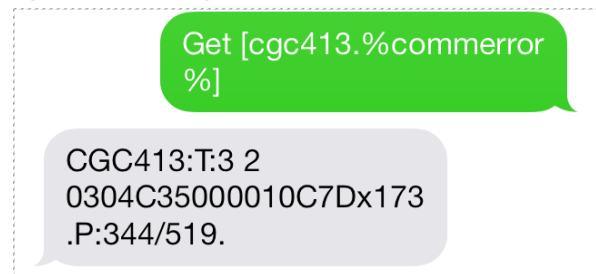 Get [cgc413.%commerror
%]
CGC413:T:3 2
0304C35000010C7Dx173
.P:344/519.